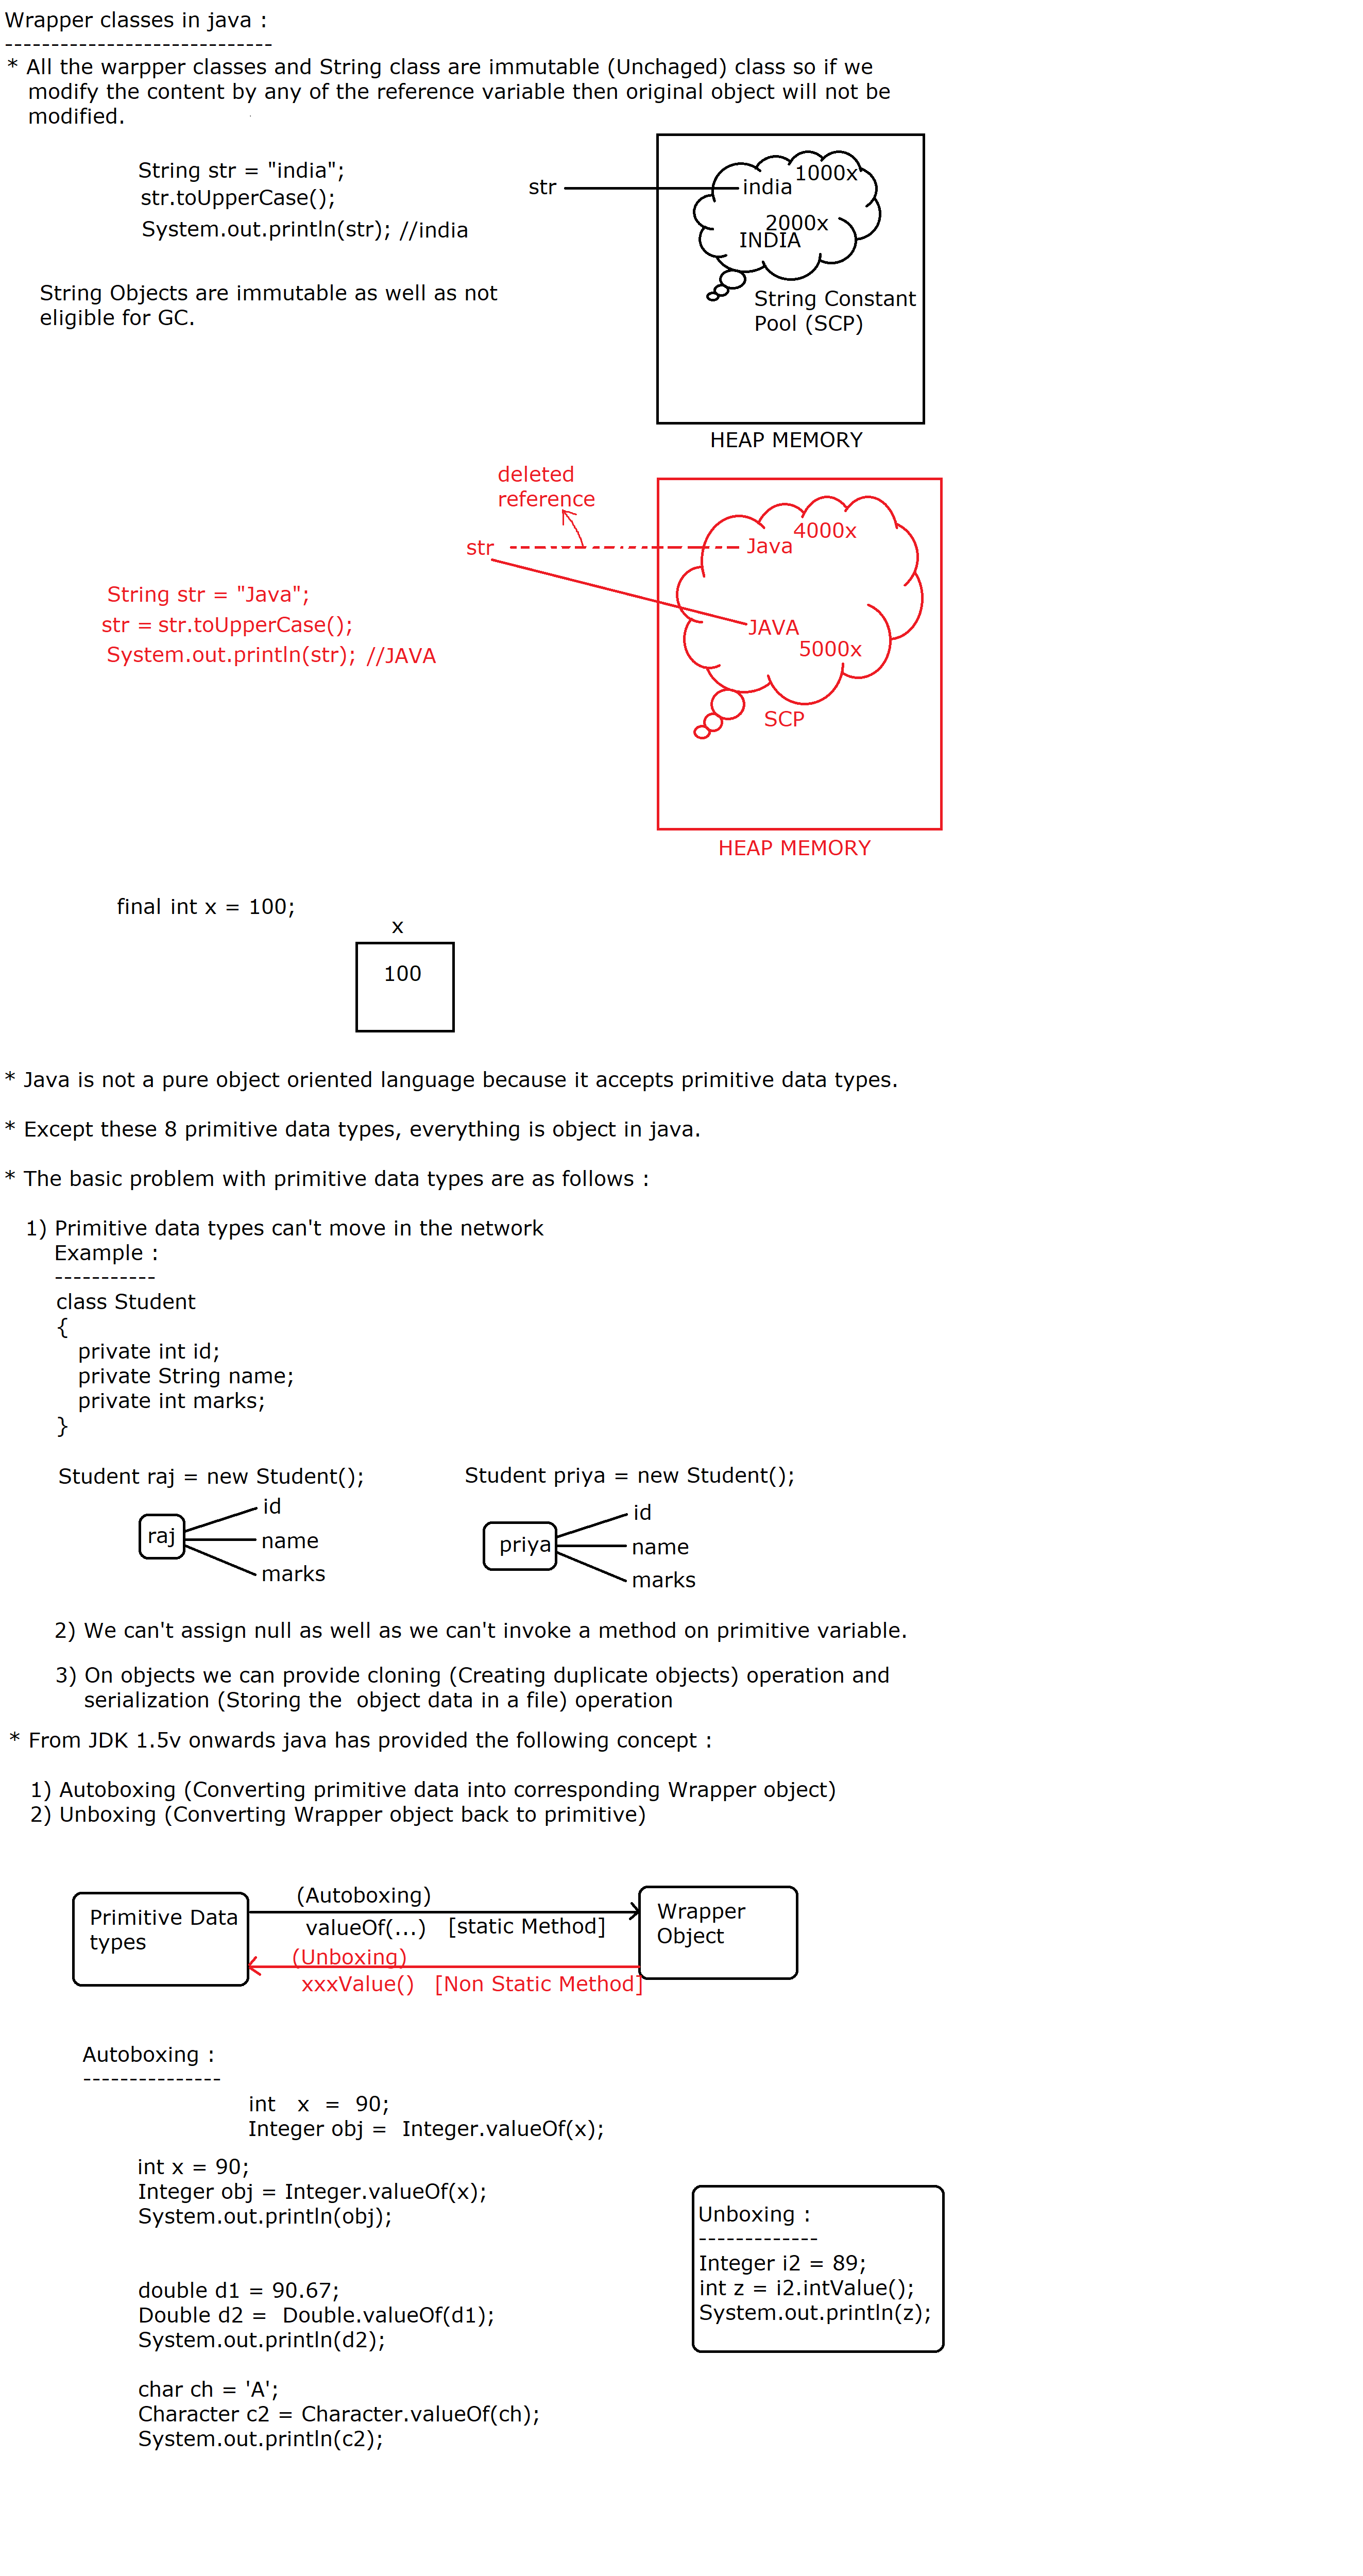 Wrapper classes in java :
-----------------------------
* All the warpper classes and String class are immutable (Unchaged) class so if we
modify the content by any of the reference variable then original object will not be
modified.
String str = "india";
str.toUpperCase();
System.out.println(str); //india
str
india
1000x
2000x
INDIA
String Constant
Pool (SCP)
String Objects are immutable as well as not
eligible for GC.
HEAP MEMORY
deleted
reference
str
Java
4000x
String str = "Java";
str = str.toUpperCase();
System.out.println(str); //JAVA
JAVA
5000x
SCP
HEAP MEMORY
final int x = 100;
x
100
* Java is not a pure object oriented language because it accepts primitive data types.
* Except these 8 primitive data types, everything is object in java.
* The basic problem with primitive data types are as follows :
1) Primitive data types can't move in the network
Example :
-----------
class Student
{
private int id;
private String name;
private int marks;
}
Student raj = new Student();
raj
id
name
marks
Student priya = new Student();
priya
id
name
marks
2) We can't assign null as well as we can't invoke a method on primitive variable.
3) On objects we can provide cloning (Creating duplicate objects) operation and
serialization (Storing the  object data in a file) operation
* From JDK 1.5v onwards java has provided the following concept :
1) Autoboxing (Converting primitive data into corresponding Wrapper object)
2) Unboxing (Converting Wrapper object back to primitive)
Primitive Data
types
(Autoboxing)
valueOf(...)   [static Method]
(Unboxing)
xxxValue()   [Non Static Method]
Wrapper
Object
Autoboxing :
---------------
int   x  =  90;
Integer obj =  Integer.valueOf(x);
int x = 90;
Integer obj = Integer.valueOf(x);
System.out.println(obj);
double d1 = 90.67;
Double d2 =  Double.valueOf(d1);
System.out.println(d2);
char ch = 'A';
Character c2 = Character.valueOf(ch);
System.out.println(c2);
Unboxing :
-------------
Integer i2 = 89;
int z = i2.intValue();
System.out.println(z);